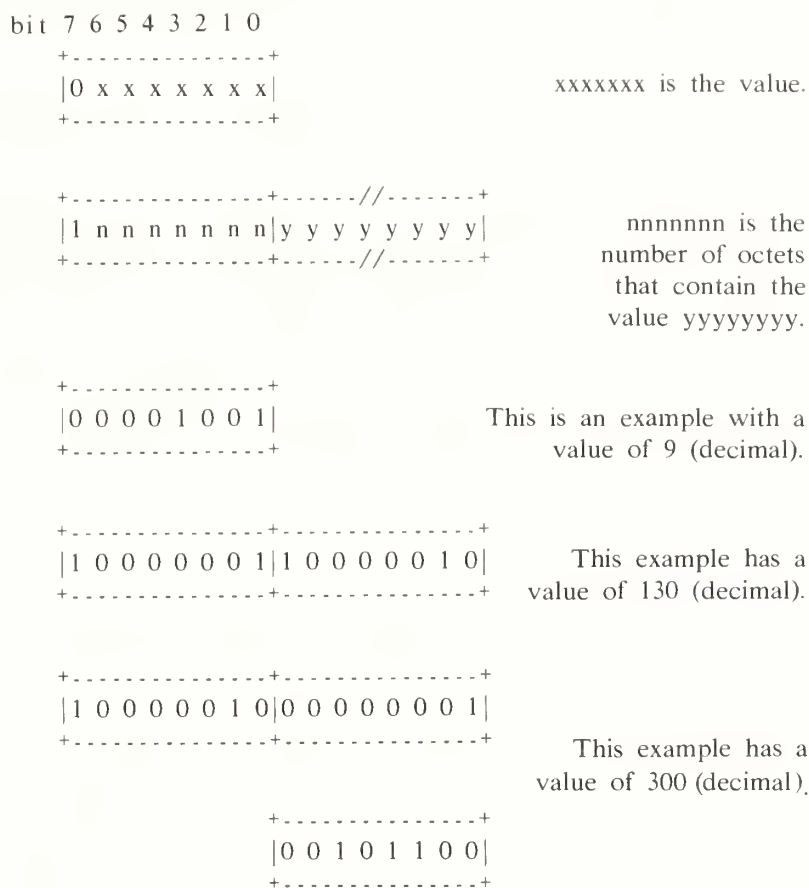 bit 7 6 5 4 3 2 1 0
+---------------+
|0 x x x x x x x| xxxxxxx is the value.
+---------------+
+---------------+------//-------+
|1 n n n n n n n|y y y y y y y y| nnnnnnn is the
+---------------+------//-------+ number of octets
that contain the
value yyyyyyyy.
+---------------+
|0 0 0 0 1 0 0 1| This is an example with a
+---------------+ value of 9 (decimal).
+---------------+---------------+
|1 0 0 0 0 0 0 1|1 0 0 0 0 0 1 0| This example has a
+---------------+---------------+ value of 130 (decimal).
+---------------+---------------+
|1 0 0 0 0 0 1 0|0 0 0 0 0 0 0 1|
+---------------+---------------+ This example has a
value of 300 (decimal).
+---------------+
|0 0 1 0 1 1 0 0|
+---------------+